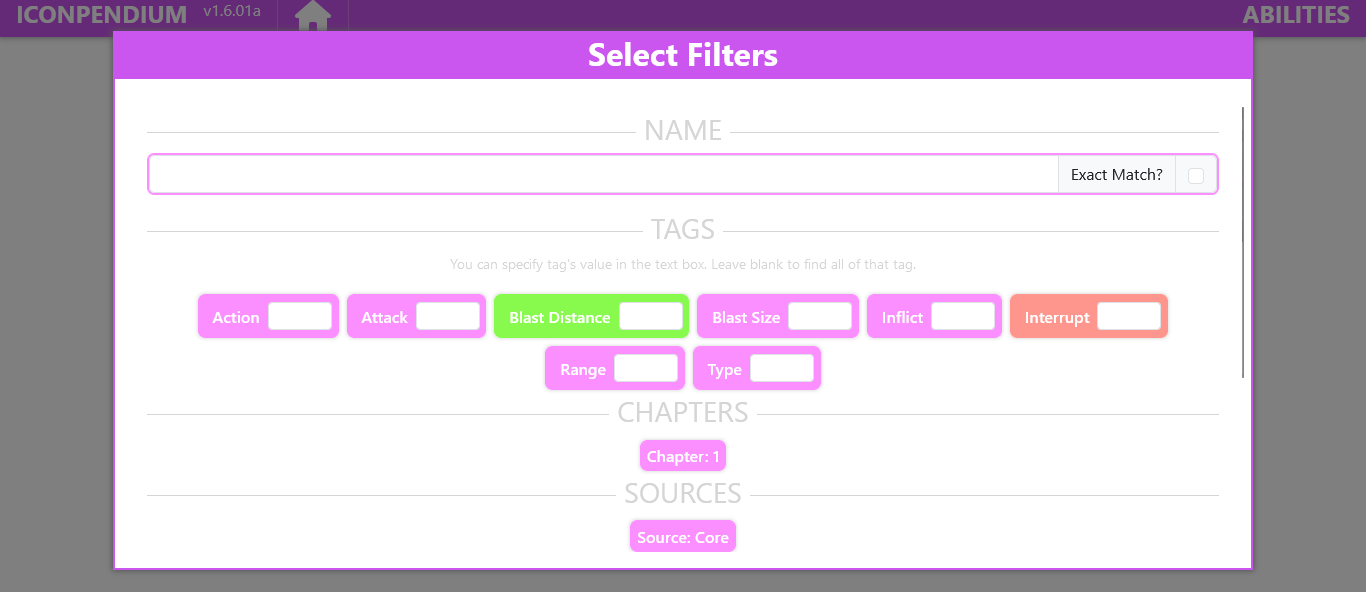 ICONPENDIUM v1.6.01a ABILITIES
Select Filters
NAME
Exact Match?
TAGS
You can specify tag's value in the text box. Leave blank to find all of that tag.
Action Attack Blast Distance Blast Size Inflict Interrupt
Range Type
CHAPTERS
Chapter: 1
SOURCES
Source: Core